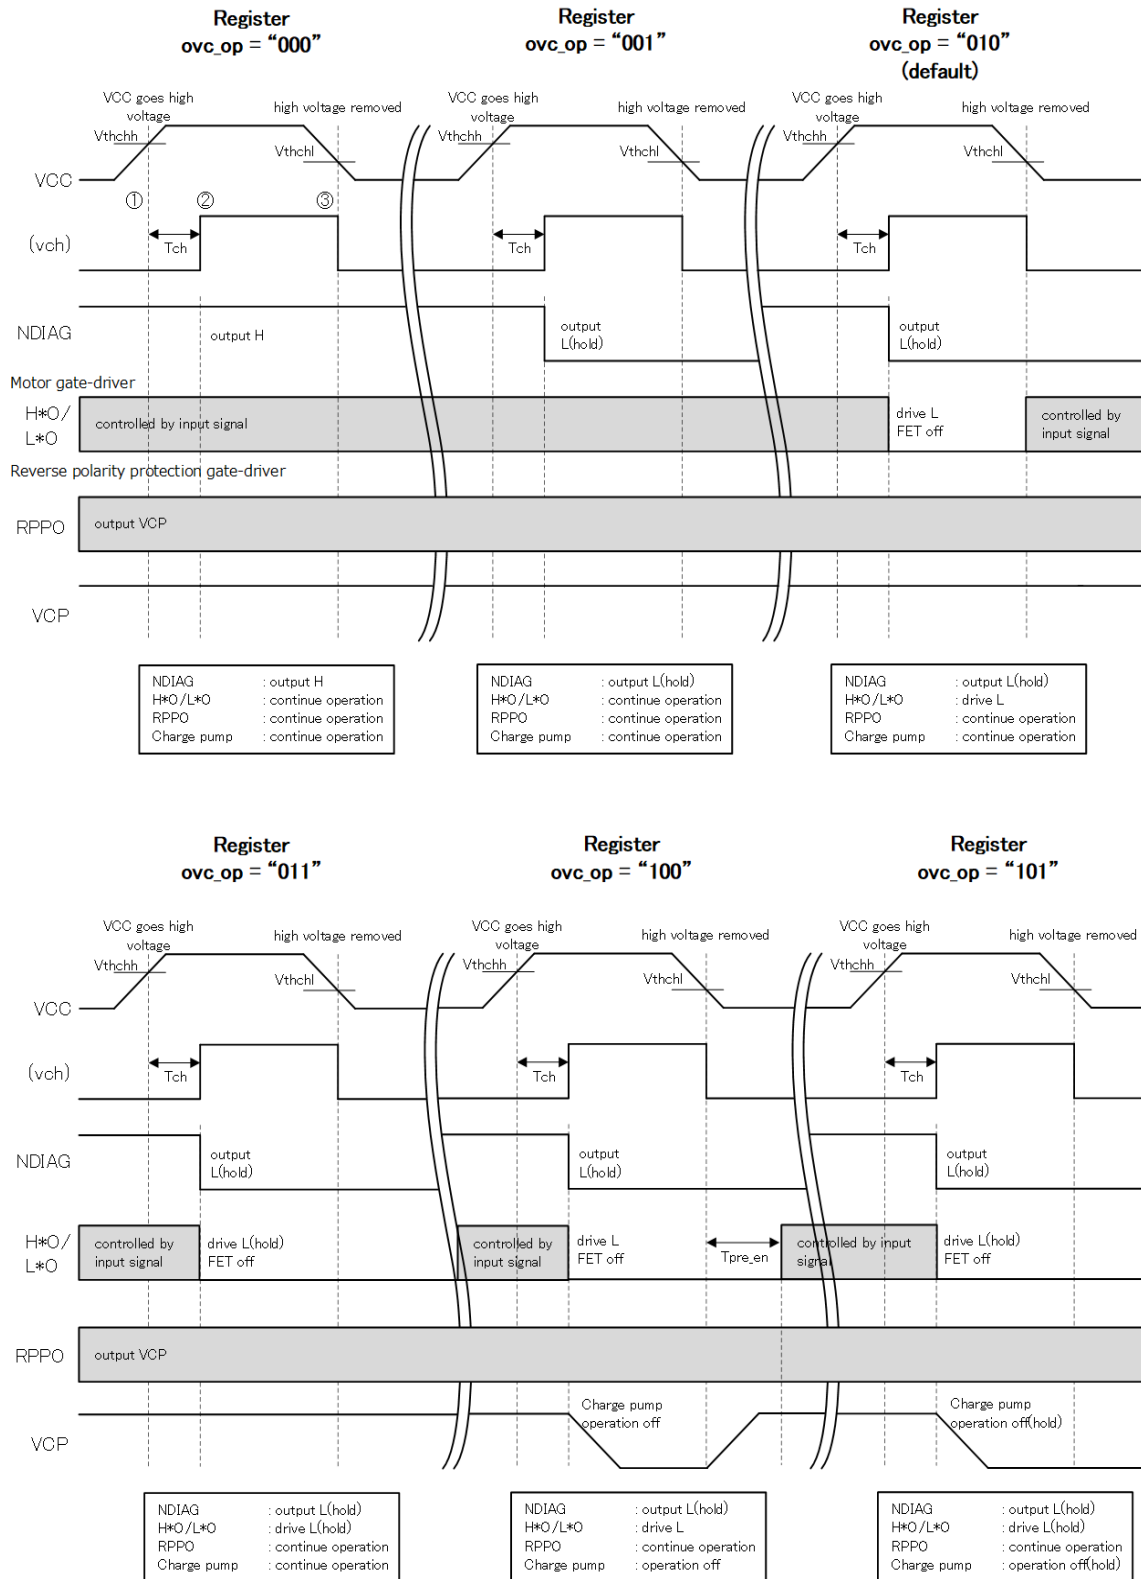 Register
ovc_op = “000”
Register
ovc_op = “001”
Register
ovc_op = “010”
(default)
VCC goes high
voltage
high voltage removed
VCC goes high
voltage
high voltage removed
VCC goes high
voltage
high voltage removed
Vthchh
Vthchl
Vthchh
Vthchl
Vthchh
Vthchl
VCC
① ② ③
(vch)
Tch
Tch
Tch
NDIAG
output H
output
L(hold)
output
L(hold)
Motor gate-driver
H*O/
L*O
controlled by input signal
drive L
FET off
controlled by
input signal
Reverse polarity protection gate-driver
RPPO
output VCP
VCP
NDIAG : output H
H*O/L*O : continue operation
RPPO : continue operation
Charge pump : continue operation
NDIAG : output L(hold)
H*O/L*O : continue operation
RPPO : continue operation
Charge pump : continue operation
NDIAG : output L(hold)
H*O/L*O : drive L
RPPO : continue operation
Charge pump : continue operation
Register
ovc_op = “011”
Register
ovc_op = “100”
Register
ovc_op = “101”
VCC goes high
voltage
high voltage removed
VCC goes high
voltage
high voltage removed
VCC goes high
voltage
high voltage removed
Vthchh
Vthchl
Vthchh
Vthchl
Vthchh
Vthchl
VCC
(vch)
Tch
Tch
Tch
NDIAG
output
L(hold)
output
L(hold)
output
L(hold)
H*O/
L*O
controlled by
input signal
drive L(hold)
FET off
controlled by
input signal
drive L
FET off
Tpre_en
controlled by input
signal
drive L(hold)
FET off
RPPO
output VCP
VCP
Charge pump
operation off
Charge pump
operation off(hold)
NDIAG : output L(hold)
H*O/L*O : drive L(hold)
RPPO : continue operation
Charge pump : continue operation
NDIAG : output L(hold)
H*O/L*O : drive L
RPPO : continue operation
Charge pump : operation off
NDIAG : output L(hold)
H*O/L*O : drive L(hold)
RPPO : continue operation
Charge pump : operation off(hold)